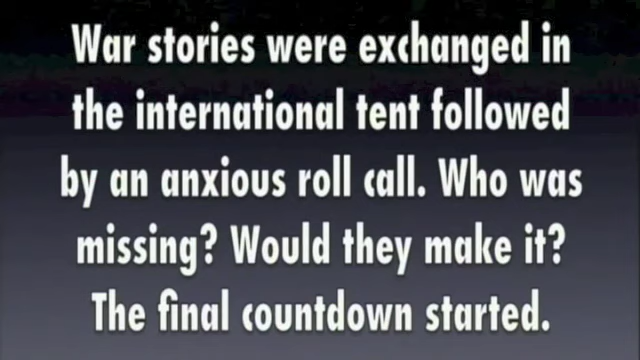 War stories were exchanged in
the international tent followed
by an anxious roll call. Who was
missing? Would they make it?
The final countdown started.